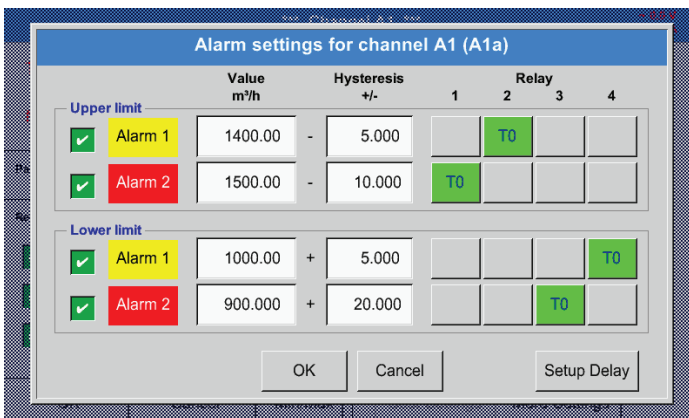 *** Channel A1 ***
Alarm settings for channel A1 (A1a)
Value Hysteresis Relay
m³/h +/- 1 2 3 4
Upper limit
Alarm 1 1400.00 - 5.000 T0
Alarm 2 1500.00 - 10.000 T0
Lower limit
Alarm 1 1000.00 + 5.000 T0
Alarm 2 900.000 + 20.000 T0
OK Cancel Setup Delay